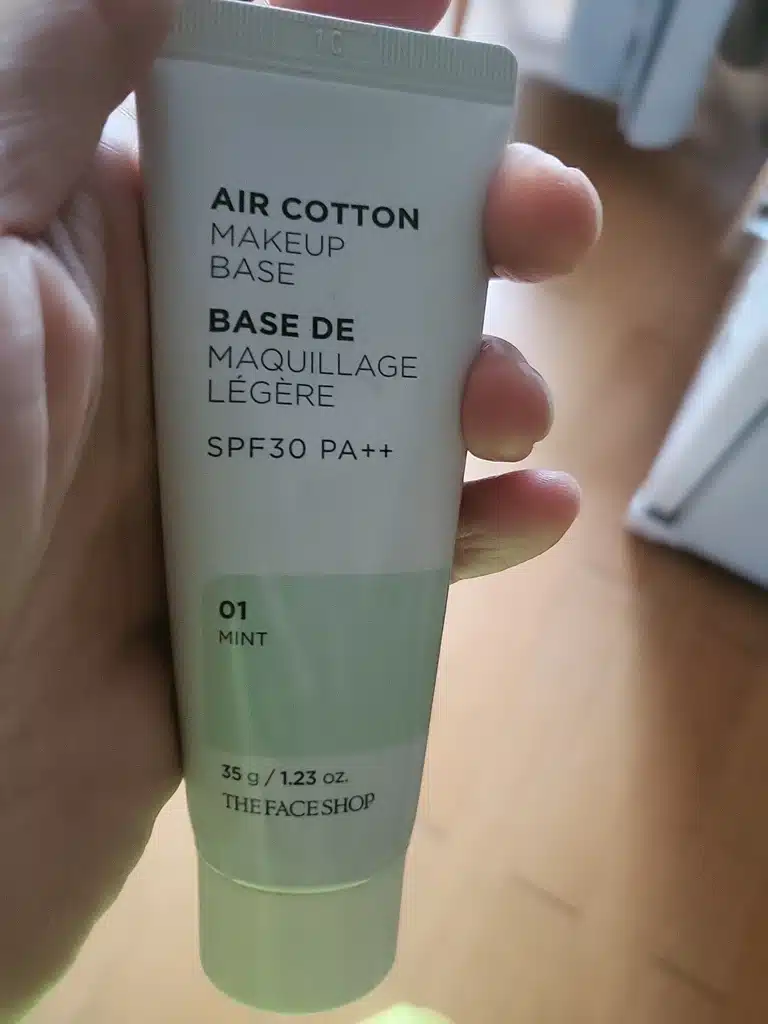 AIR COTTON
MAKEUP
BASE
BASE DE
MAQUILLAGE
LÉGÈRE
SPF30 PA++
01
MINT
35 g / 1.23 oz.
THEFACESHOP